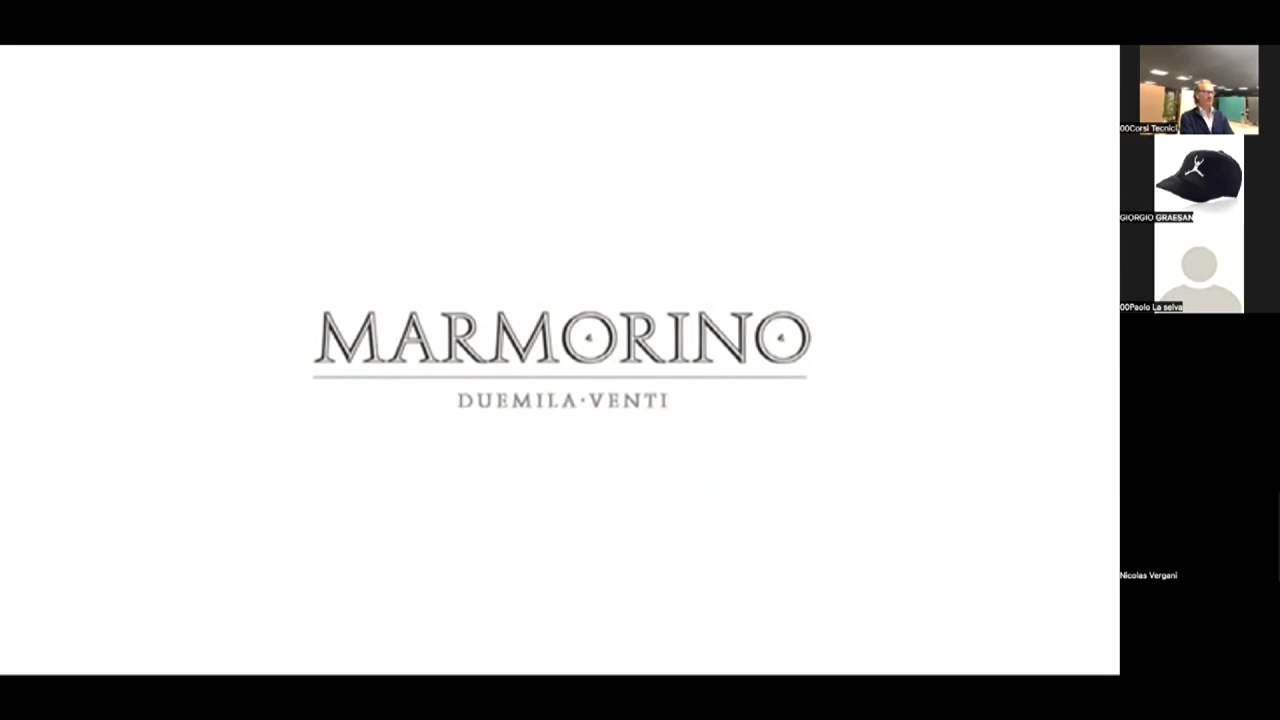 MARMORINO
DUEMILA·VENTI
00Corsi Tecnici
GIORGIO GRAESAN
00Paolo La selva
Nicolas Vergani